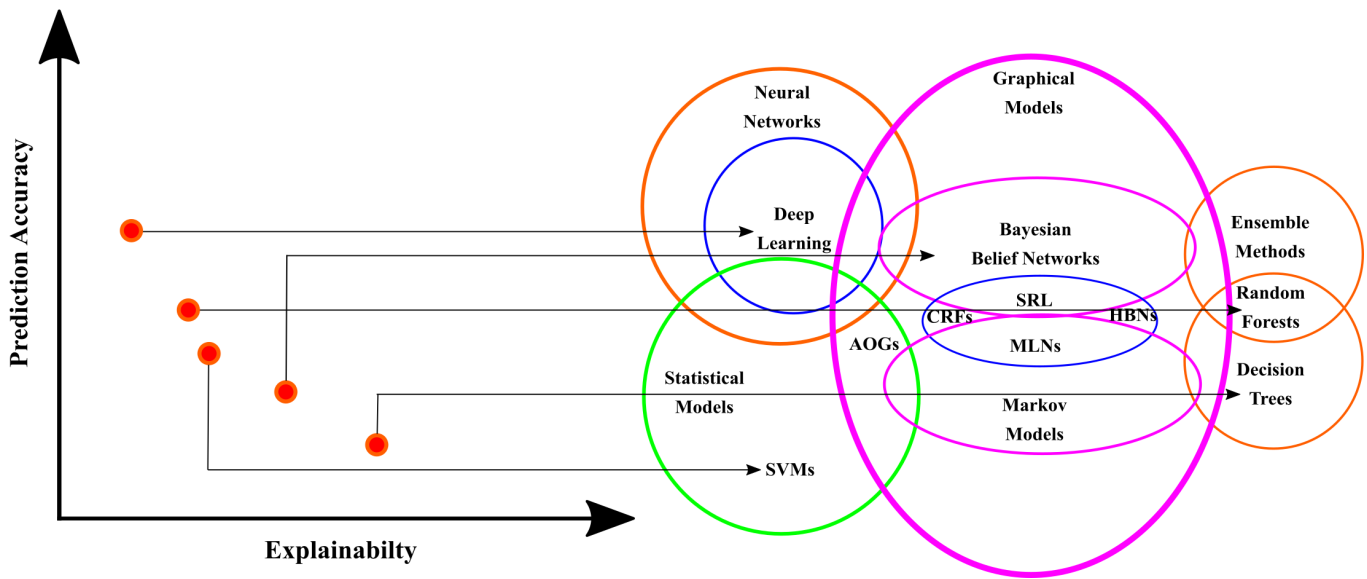 Prediction Accuracy
Explainabilty
Neural
Networks
Deep
Learning
Statistical
Models
SVMs
AOGs
Graphical
Models
Bayesian
Belief Networks
SRL
CRFs
HBNs
MLNs
Markov
Models
Ensemble
Methods
Random
Forests
Decision
Trees